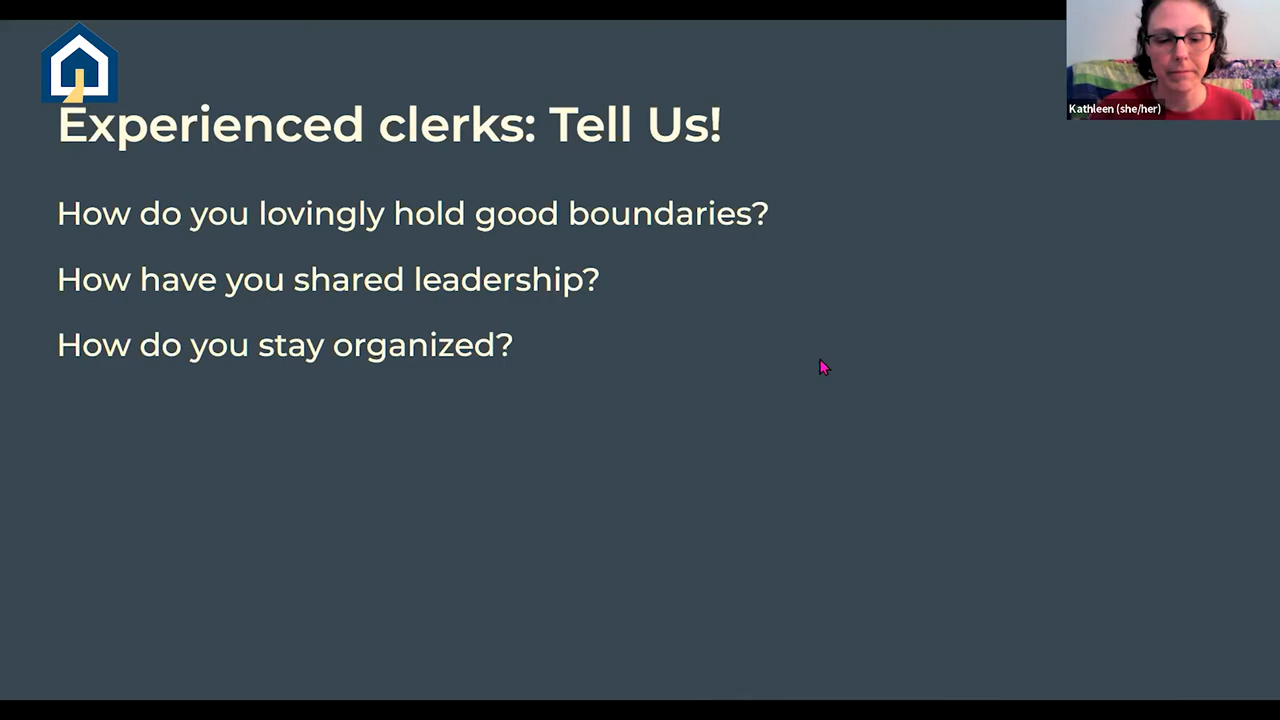 Experienced clerks: Tell Us!
How do you lovingly hold good boundaries?
How have you shared leadership?
How do you stay organized?
Kathleen (she/her)